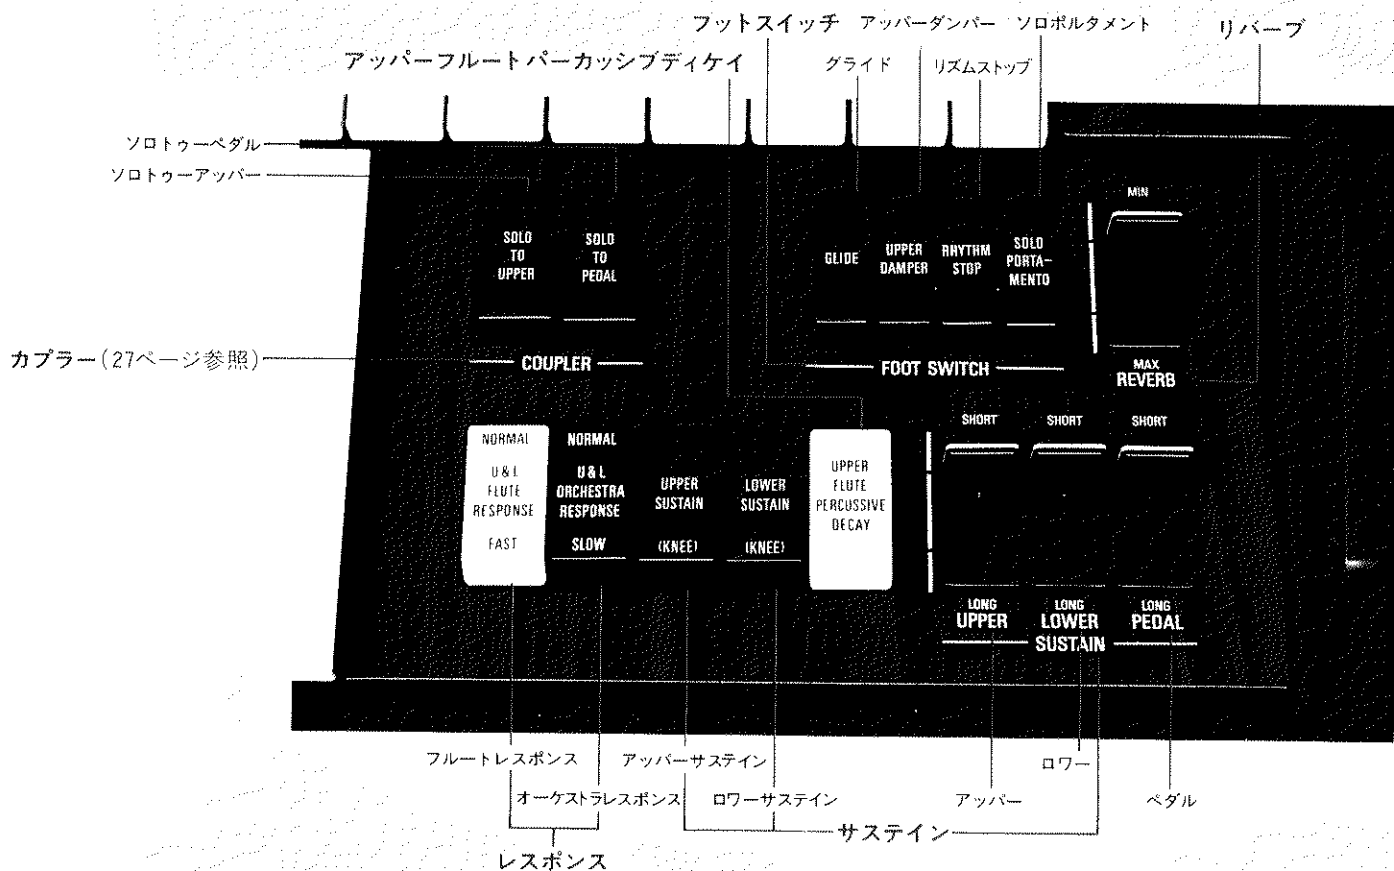 フットスイッチ
アッパーダンパー
ソロポルタメント
リバーブ
アッパーフルートパーカッシブディケイ
グライド
リズムストップ
ソロトゥーペダル
ソロトゥーアッパー
SOLO
TO
UPPER
SOLO
TO
PEDAL
GLIDE
UPPER
DAMPER
RHYTHM
STOP
SOLO
PORTA-
MENTO
MIN
MAX
REVERB
カプラー(27ページ参照)
COUPLER
FOOT SWITCH
NORMAL
U&L
FLUTE
RESPONSE
FAST
NORMAL
U&L
ORCHESTRA
RESPONSE
SLOW
UPPER
SUSTAIN
(KNEE)
LOWER
SUSTAIN
(KNEE)
UPPER
FLUTE
PERCUSSIVE
DECAY
SHORT
SHORT
SHORT
LONG
UPPER
LONG
LOWER
LONG
PEDAL
SUSTAIN
フルートレスポンス
アッパーサステイン
ロワー
オーケストラレスポンス
ロワーサステイン
アッパー
ペダル
サステイン
レスポンス